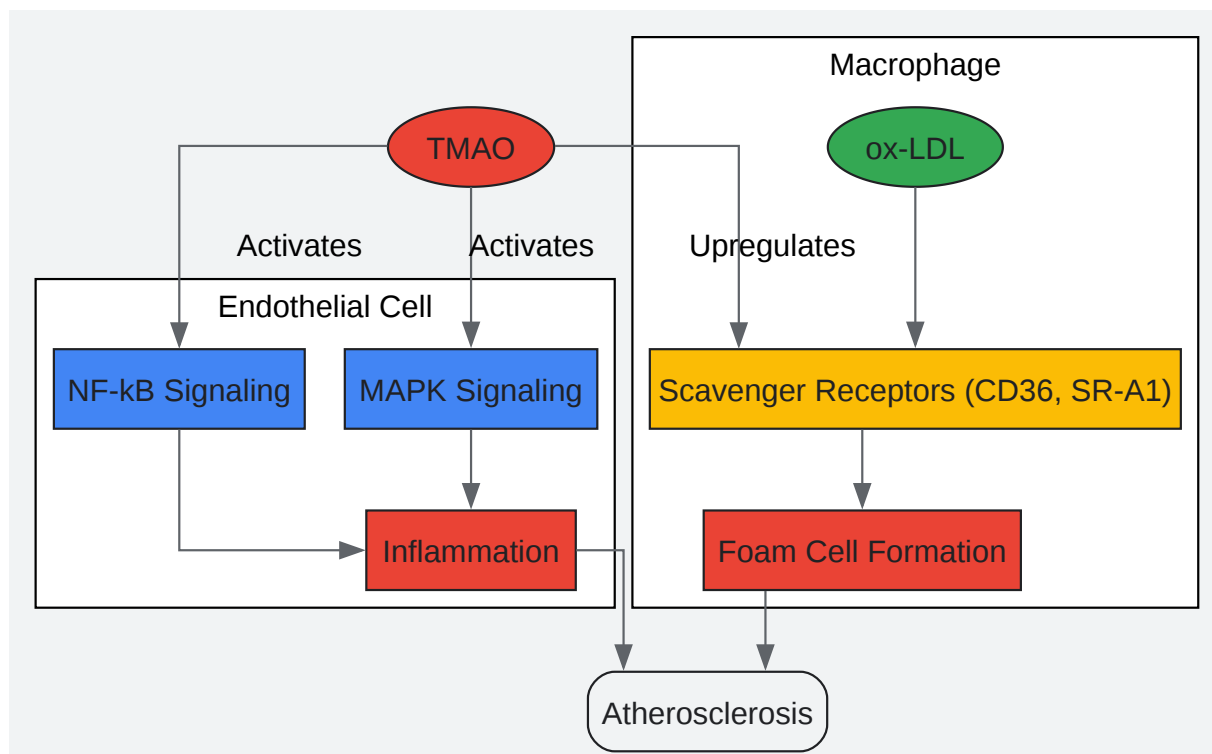 Macrophage
TMAO
ox-LDL
Activates
Activates
Upregulates
Endothelial Cell
NF-kB Signaling
MAPK Signaling
Scavenger Receptors (CD36, SR-A1)
Inflammation
Foam Cell Formation
Atherosclerosis